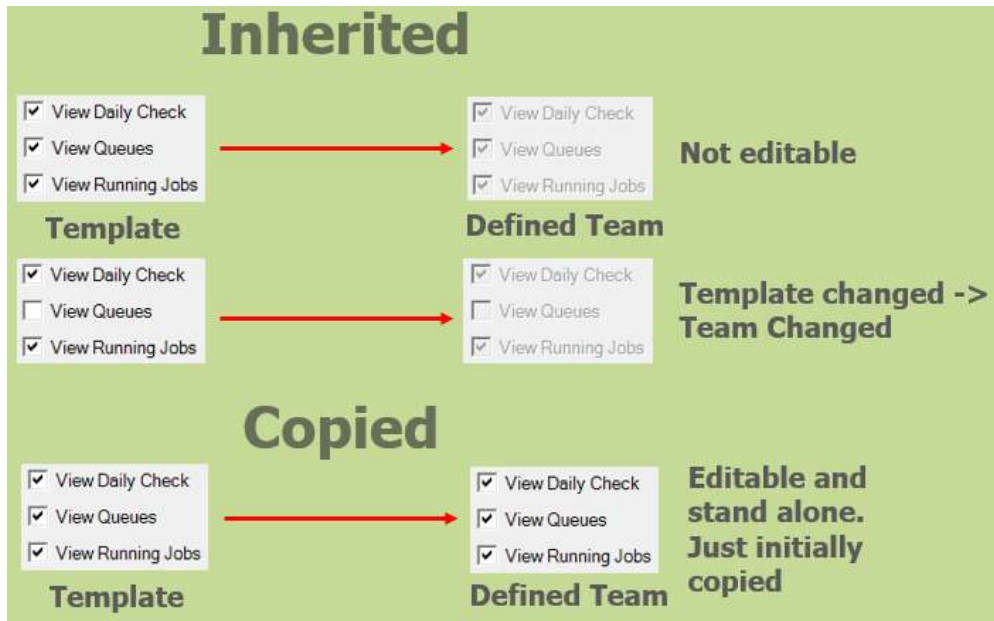 Inherited
View Daily Check
View Queues
View Running Jobs
Template
View Daily Check
View Queues
View Running Jobs
Defined Team
Not editable
View Daily Check
View Queues
View Running Jobs
View Daily Check
View Queues
View Running Jobs
Template changed ->
Team Changed
Copied
View Daily Check
View Queues
View Running Jobs
Template
View Daily Check
View Queues
View Running Jobs
Defined Team
Editable and
stand alone.
Just initially
copied